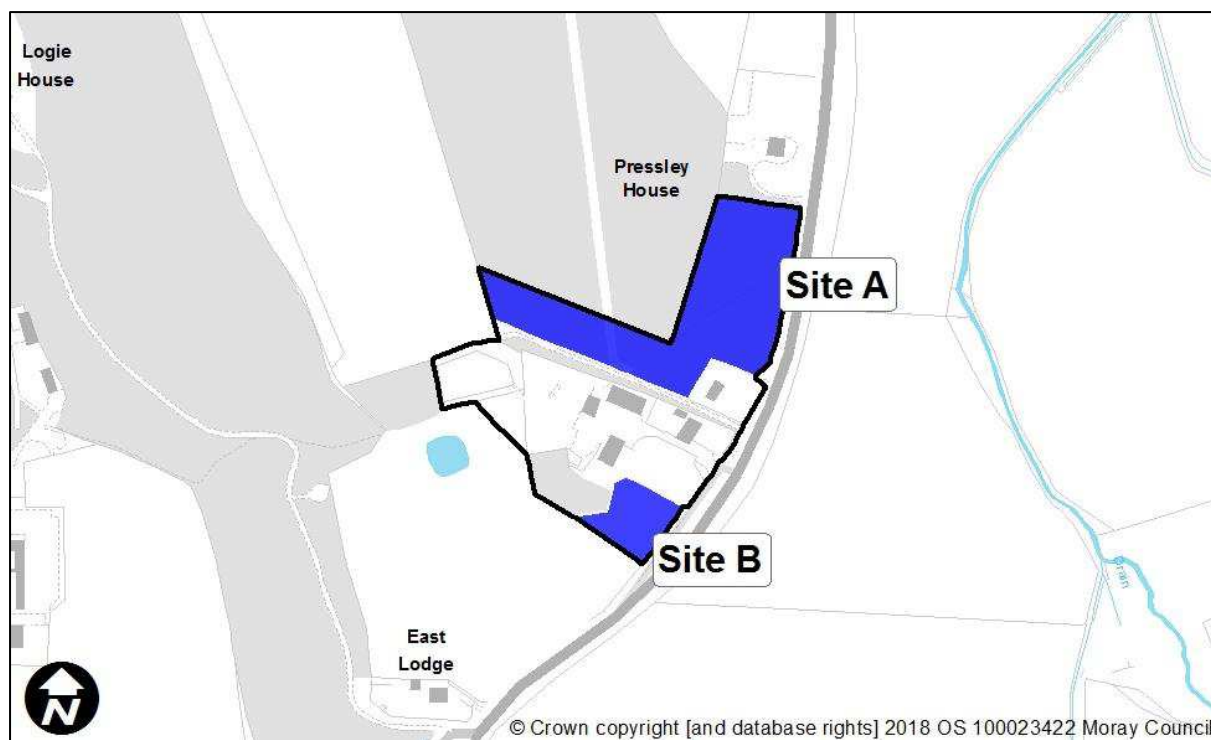 Logie
House
Pressley
House
Site A
Site B
East
Lodge
N
© Crown copyright [and database rights] 2018 OS 100023422 Moray Council